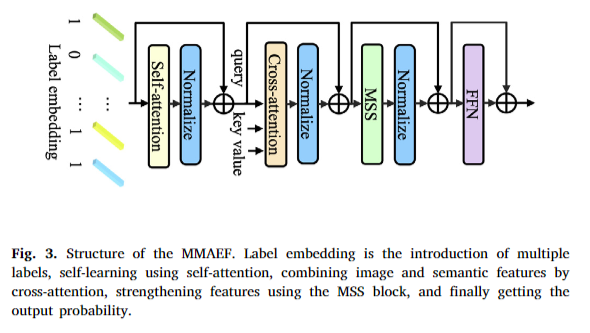 1 0 ... 1 1
Label embedding
...
Self-attention
Normalize
query
key value
Cross-attention
Normalize
MSS
Normalize
FFN
Fig. 3. Structure of the MMAEF. Label embedding is the introduction of multiple
labels, self-learning using self-attention, combining image and semantic features by
cross-attention, strengthening features using the MSS block, and finally getting the
output probability.